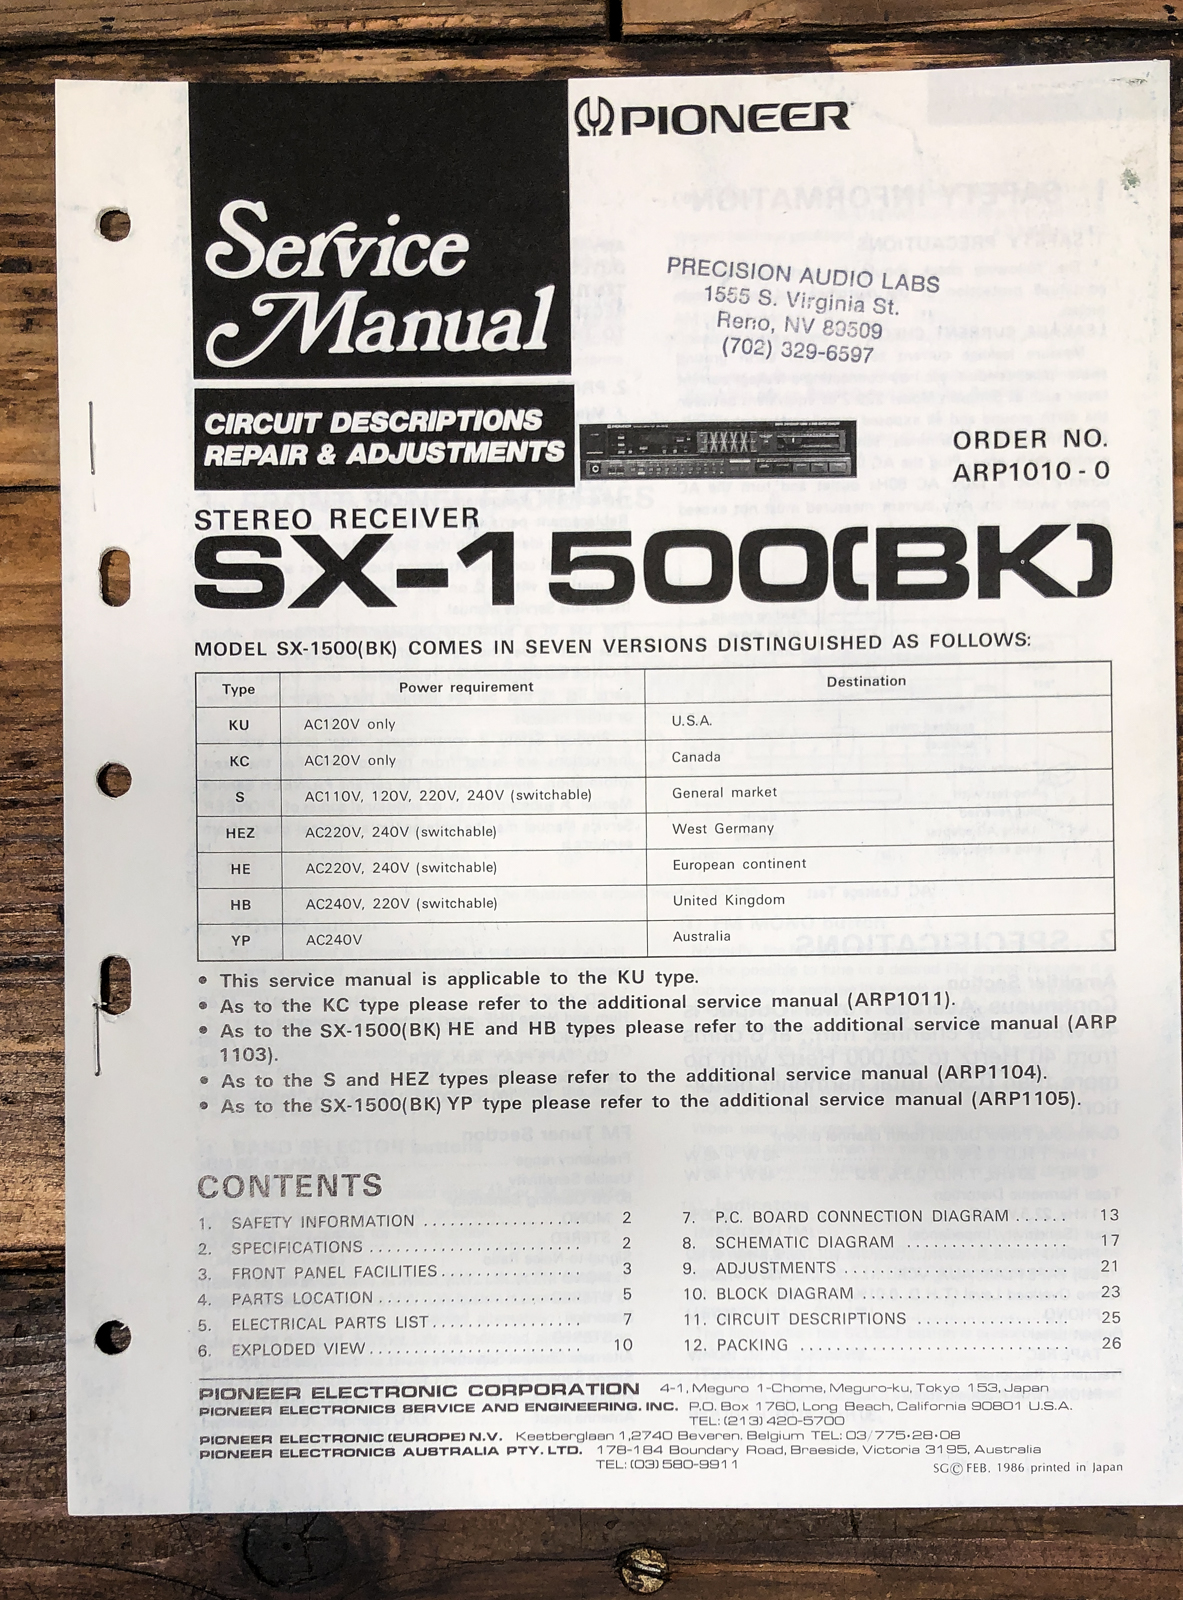 PIONEER
Service
Manual
PRECISION AUDIO LABS
1555 S. Virginia St.
Reno, NV 89509
(702) 329-6597
CIRCUIT DESCRIPTIONS
REPAIR & ADJUSTMENTS
ORDER NO.
ARP1010 - 0
STEREO RECEIVER
SX-1500(BK)
MODEL SX-1500(BK) COMES IN SEVEN VERSIONS DISTINGUISHED AS FOLLOWS:
Type Power requirement Destination
KU AC120V only U.S.A.
KC AC120V only Canada
S AC110V, 120V, 220V, 240V (switchable) General market
HEZ AC220V, 240V (switchable) West Germany
HE AC220V, 240V (switchable) European continent
HB AC240V, 220V (switchable) United Kingdom
YP AC240V Australia
• This service manual is applicable to the KU type.
• As to the KC type please refer to the additional service manual (ARP1011).
• As to the SX-1500(BK) HE and HB types please refer to the additional service manual (ARP
1103).
• As to the S and HEZ types please refer to the additional service manual (ARP1104).
• As to the SX-1500(BK) YP type please refer to the additional service manual (ARP1105).
CONTENTS
1. SAFETY INFORMATION .................. 2
2. SPECIFICATIONS ........................ 2
3. FRONT PANEL FACILITIES ................ 3
4. PARTS LOCATION ....................... 5
5. ELECTRICAL PARTS LIST ................. 7
6. EXPLODED VIEW ........................ 10
7. P.C. BOARD CONNECTION DIAGRAM ...... 13
8. SCHEMATIC DIAGRAM .................. 17
9. ADJUSTMENTS ......................... 21
10. BLOCK DIAGRAM ....................... 23
11. CIRCUIT DESCRIPTIONS ................. 25
12. PACKING ............................. 26
PIONEER ELECTRONIC CORPORATION 4-1, Meguro 1-Chome, Meguro-ku, Tokyo 153, Japan
PIONEER ELECTRONICS SERVICE AND ENGINEERING. INC. P.O. Box 1760, Long Beach, California 90801 U.S.A.
TEL: (213) 420-5700
PIONEER ELECTRONIC (EUROPE) N.V. Keetberglaan 1, 2740 Beveren. Belgium TEL: 03/775·28·08
PIONEER ELECTRONICS AUSTRALIA PTY. LTD. 178-184 Boundary Road, Braeside, Victoria 3195, Australia
TEL: (03) 580-9911
SG © FEB. 1986 printed in Japan